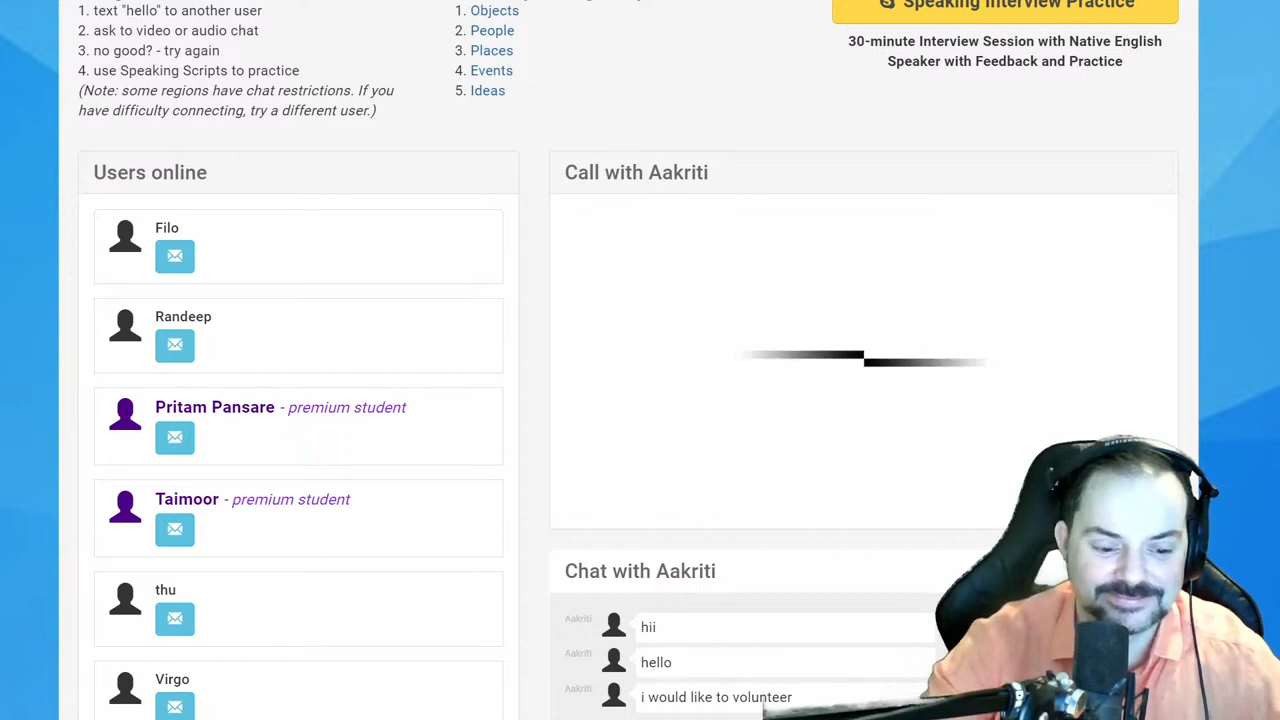 1. text "hello" to another user
2. ask to video or audio chat
3. no good? - try again
4. use Speaking Scripts to practice
(Note: some regions have chat restrictions. If you
have difficulty connecting, try a different user.)
1. Objects
2. People
3. Places
4. Events
5. Ideas
Speaking Interview Practice
30-minute Interview Session with Native English
Speaker with Feedback and Practice
Users online
Filo
Randeep
Pritam Pansare - premium student
Taimoor - premium student
thu
Virgo
Call with Aakriti
Chat with Aakriti
Aakriti hii
Aakriti hello
Aakriti i would like to volunteer